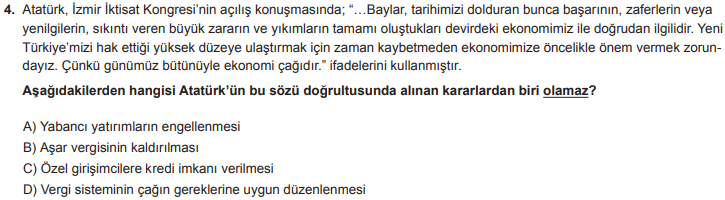 4. Atatürk, İzmir İktisat Kongresi'nin açılış konuşmasında; "…Baylar, tarihimizi dolduran bunca başarının, zaferlerin veya
yenilgilerin, sıkıntı veren büyük zararın ve yıkımların tamamı oluştukları devirdeki ekonomimiz ile doğrudan ilgilidir. Yeni
Türkiye'mizi hak ettiği yüksek düzeye ulaştırmak için zaman kaybetmeden ekonomimize öncelikle önem vermek zorun-
dayız. Çünkü günümüz bütünüyle ekonomi çağıdır." ifadelerini kullanmıştır.
Aşağıdakilerden hangisi Atatürk'ün bu sözü doğrultusunda alınan kararlardan biri olamaz?
A) Yabancı yatırımların engellenmesi
B) Aşar vergisinin kaldırılması
C) Özel girişimcilere kredi imkanı verilmesi
D) Vergi sisteminin çağın gereklerine uygun düzenlenmesi